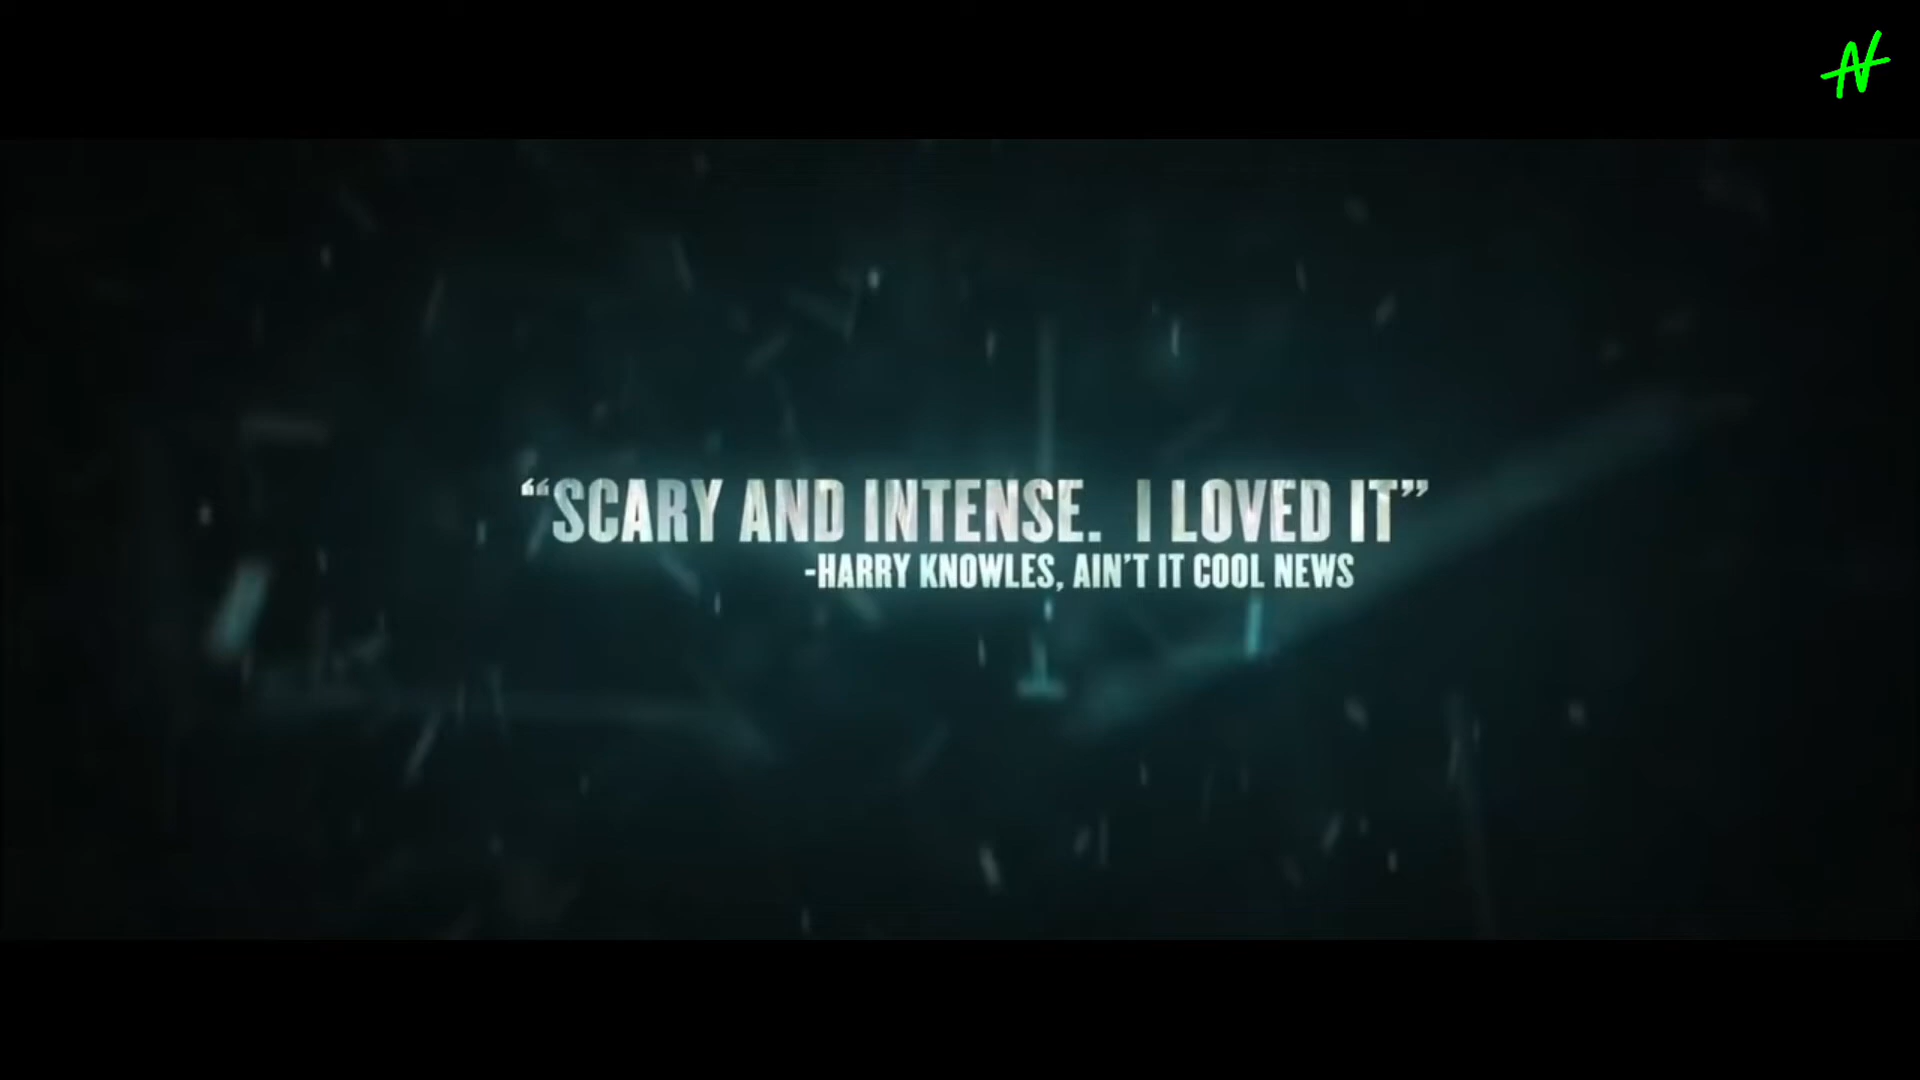 “SCARY AND INTENSE. I LOVED IT”
-HARRY KNOWLES, AIN’T IT COOL NEWS